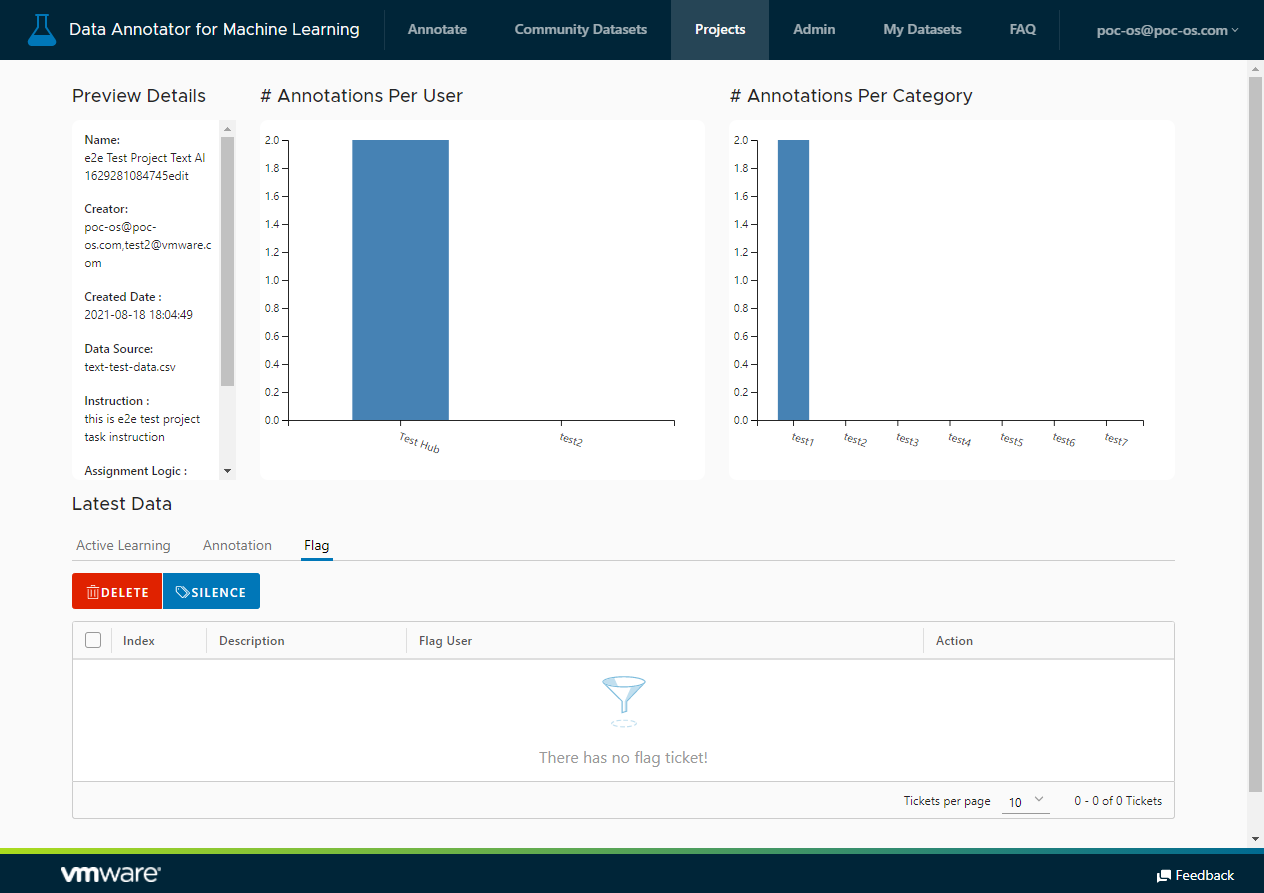 Data Annotator for Machine Learning
Annotate
Community Datasets
Projects
Admin
My Datasets
FAQ
poc-os@poc-os.com
Preview Details
# Annotations Per User
# Annotations Per Category
Name:
e2e Test Project Text Al
1629281084745edit
Creator:
poc-os@poc-
os.com,test2@vmware.c
om
Created Date :
2021-08-18 18:04:49
Data Source:
text-test-data.csv
Instruction :
this is e2e test project
task instruction
Assignment Logic :
2.0
1.8
1.6
1.4
1.2
1.0
0.8
0.6
0.4
0.2
0.0
Test Hub
test2
2.0
1.8
1.6
1.4
1.2
1.0
0.8
0.6
0.4
0.2
0.0
test1
test2
test3
test4
test5
test6
test7
Latest Data
Active Learning
Annotation
Flag
DELETE
SILENCE
Index
Description
Flag User
Action
There has no flag ticket!
Tickets per page
10
0 - 0 of 0 Tickets
vmware®
Feedback